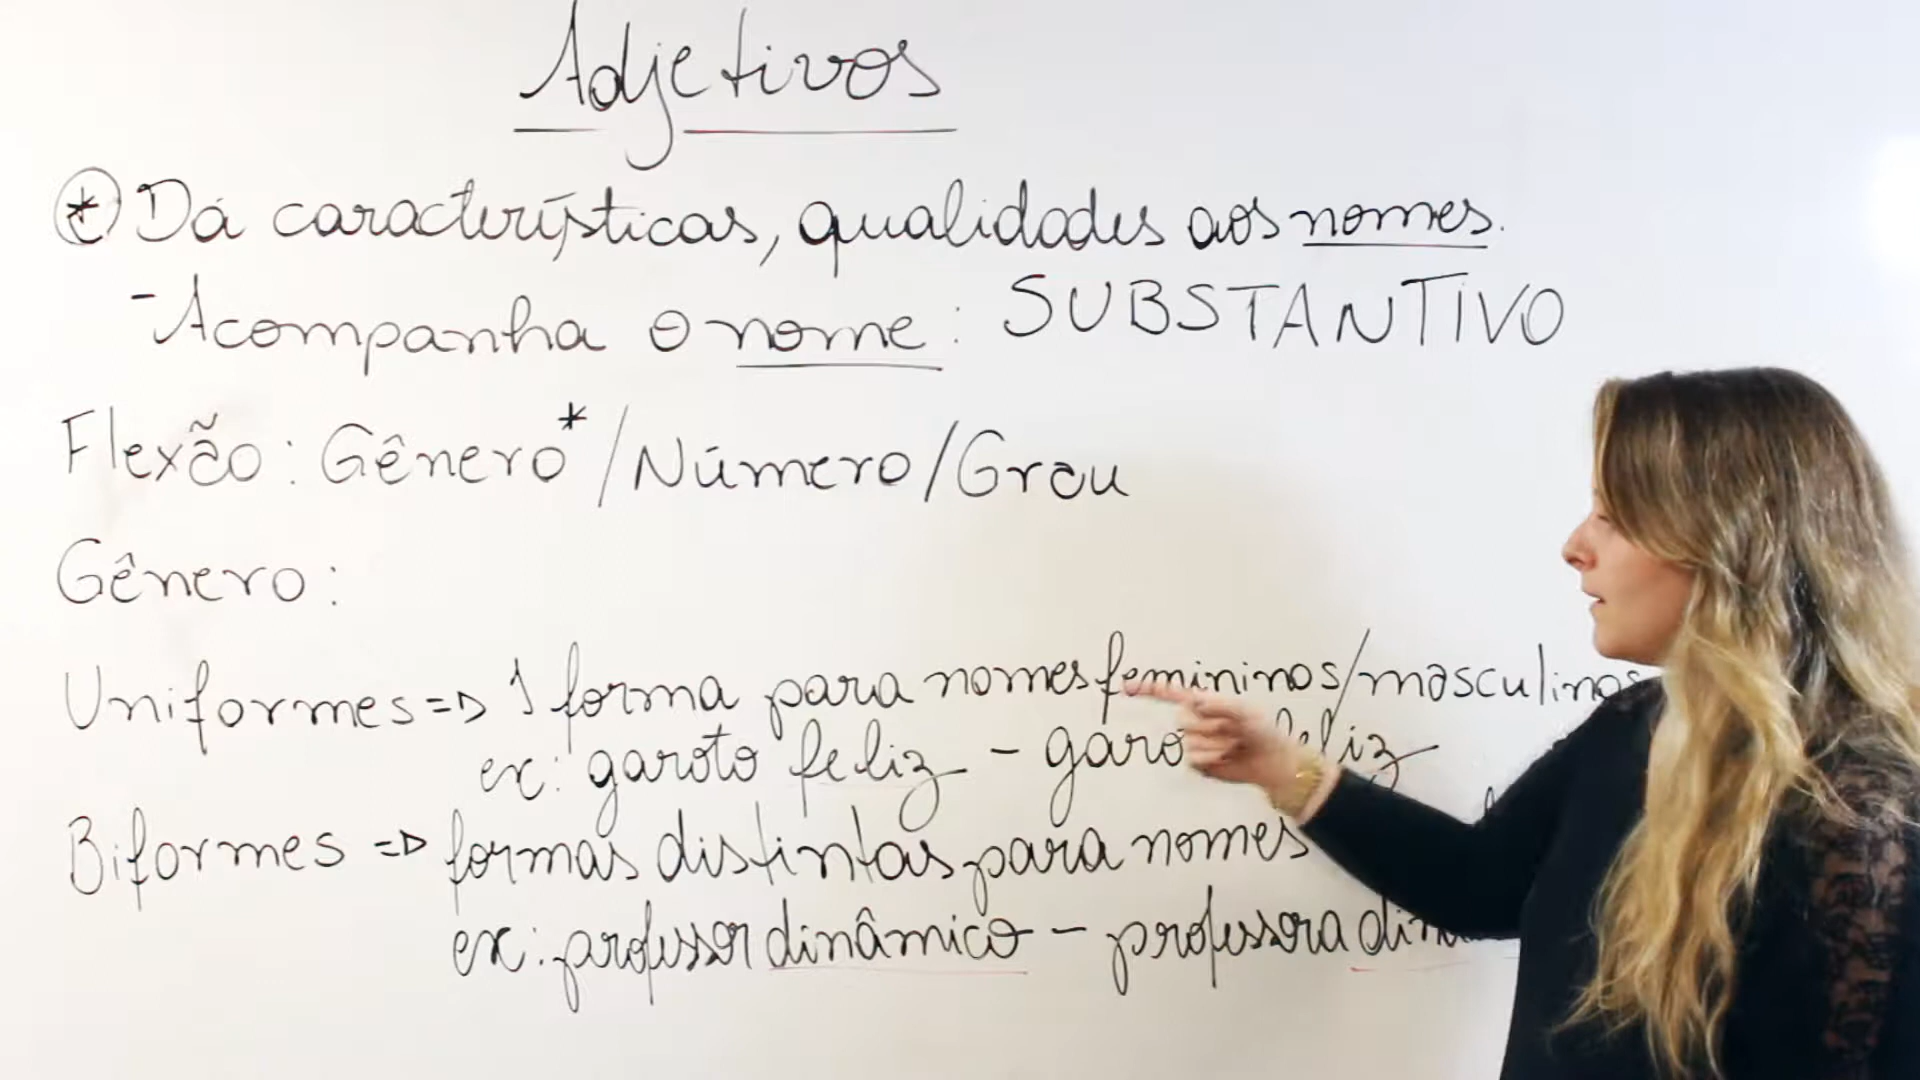 Adjetivos
* Dá características, qualidades aos nomes.
- Acompanha o nome: SUBSTANTIVO
Flexão: Gênero* / Número / Grau
Gênero:
Uniformes => 1 forma para nomes femininos/masculinos
ex: garoto feliz - feliz
Biformes => formas distintas para nomes
ex: professor dinâmico - professora